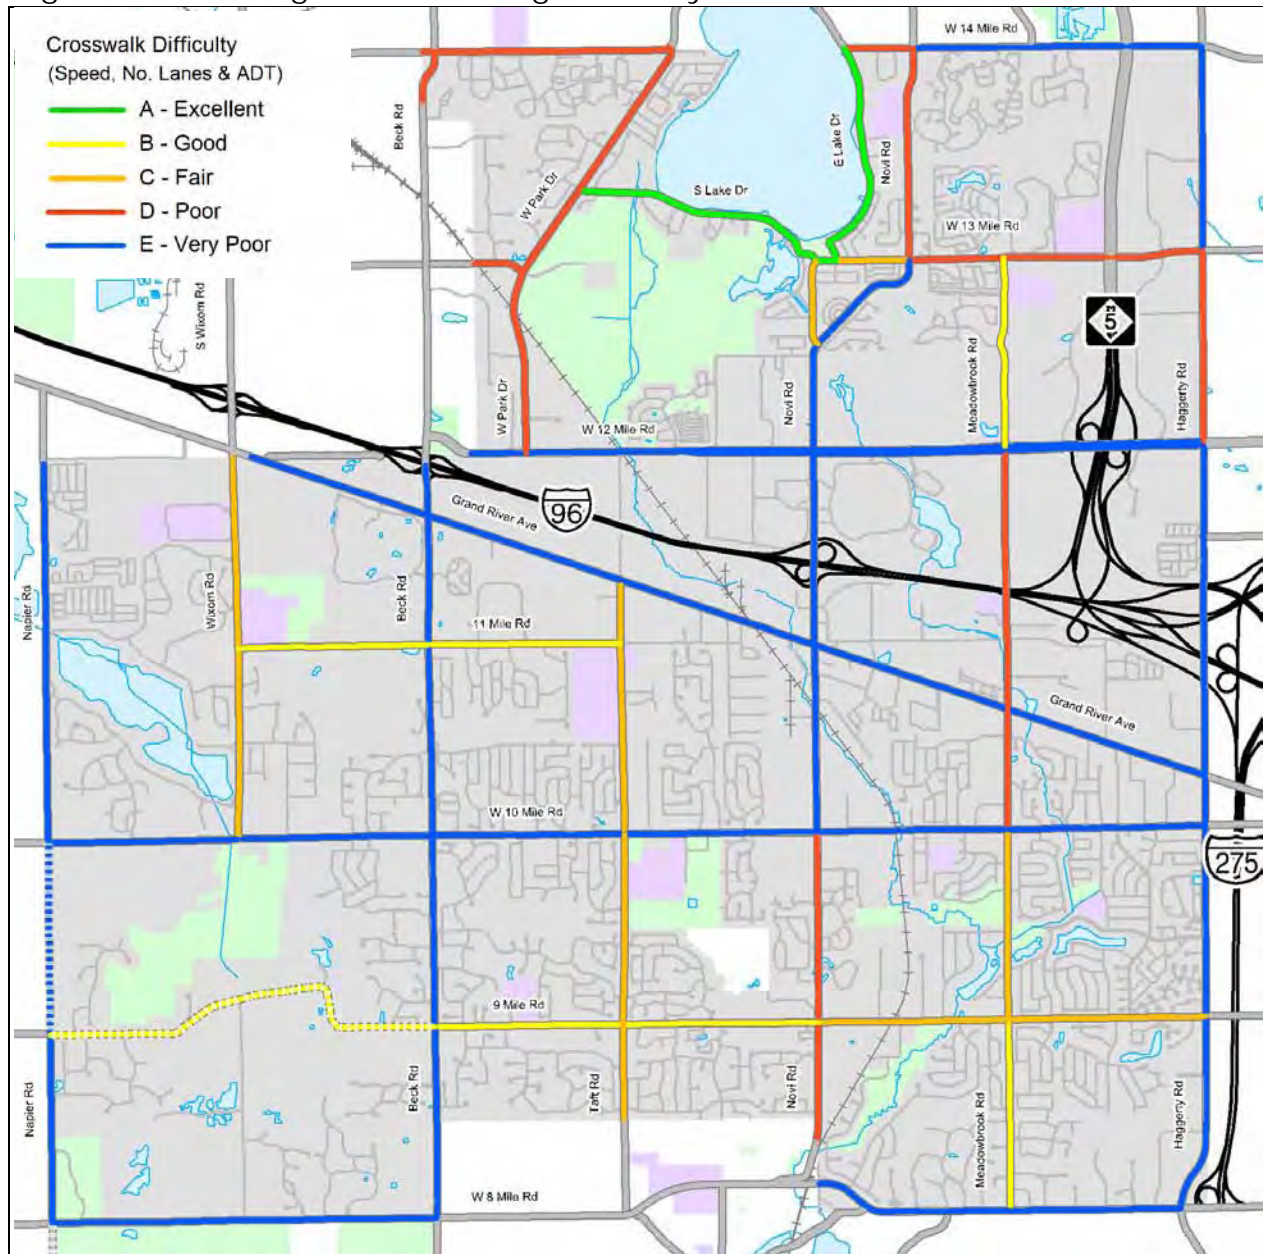 Crosswalk Difficulty
(Speed, No. Lanes & ADT)
A - Excellent
B - Good
C - Fair
D - Poor
E - Very Poor
W 14 Mile Rd
Beck Rd
E Lake Dr
Novi Rd
W Park Dr
S Lake Dr
W 13 Mile Rd
S Wixom Rd
M
5
W Park Dr
Novi Rd
Meadowbrook Rd
Haggerty Rd
W 12 Mile Rd
Grand River Ave
96
Napier Rd
Wixom Rd
Beck Rd
11 Mile Rd
Grand River Ave
W 10 Mile Rd
275
9 Mile Rd
Napier Rd
Beck Rd
Taft Rd
Novi Rd
Meadowbrook Rd
Haggerty Rd
W 8 Mile Rd